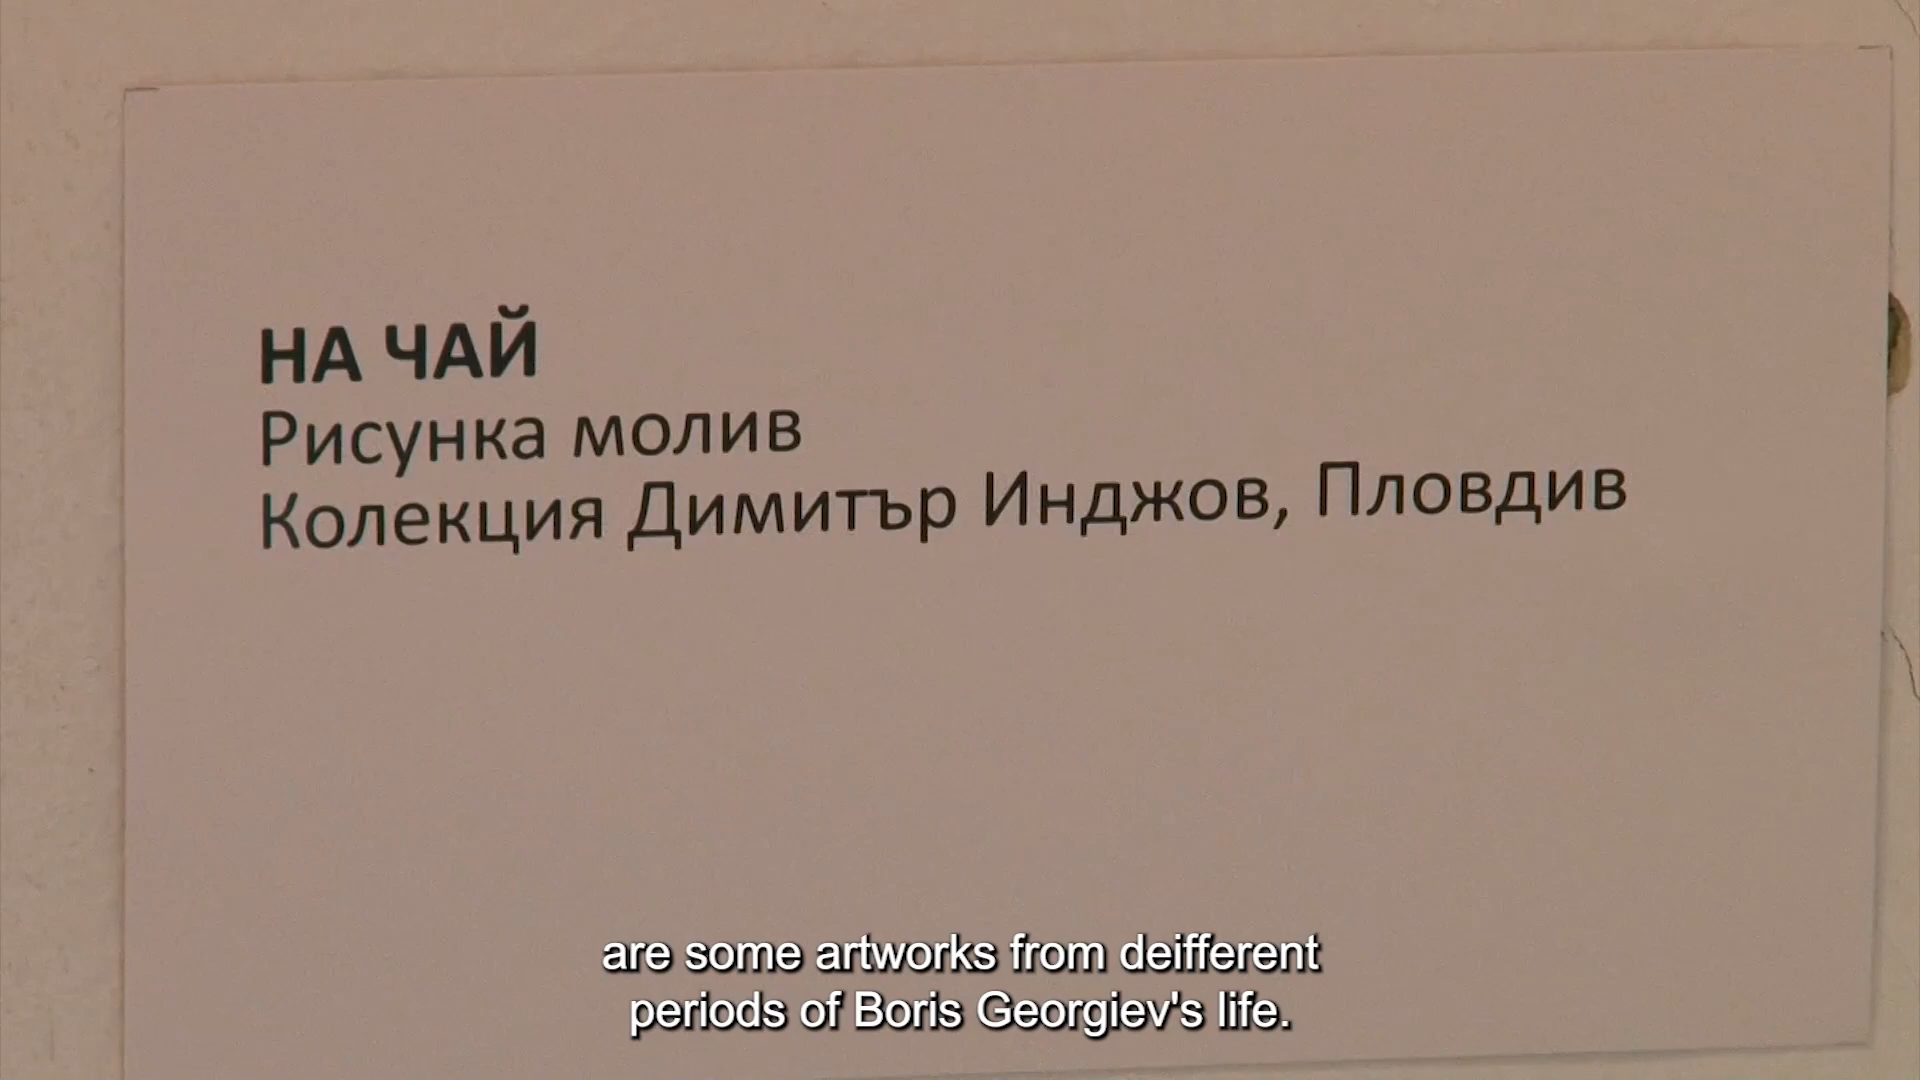 НА ЧАЙ
Рисунка молив
Колекция Димитър Инджов, Пловдив
are some artworks from deifferent
periods of Boris Georgiev's life.